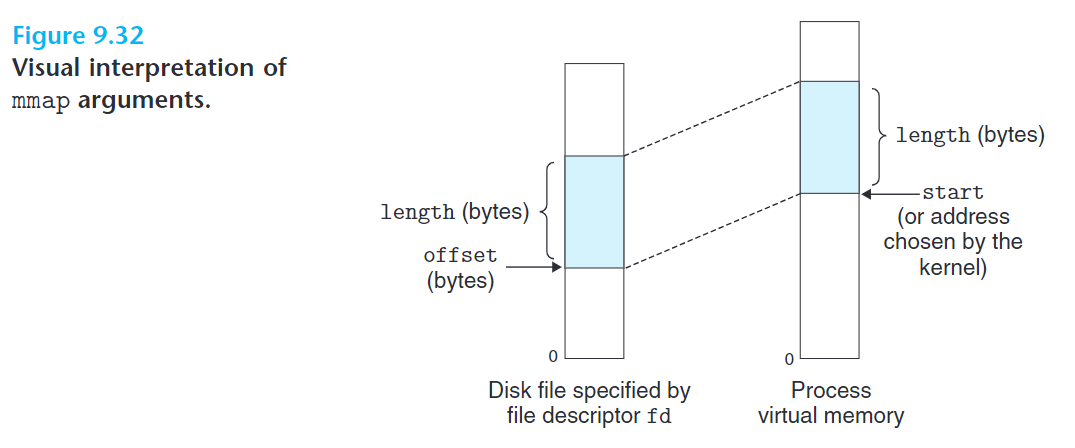 Figure 9.32
Visual interpretation of
mmap arguments.
length (bytes)
offset
(bytes)
0
Disk file specified by
file descriptor fd
length (bytes)
start
(or address
chosen by the
kernel)
0
Process
virtual memory